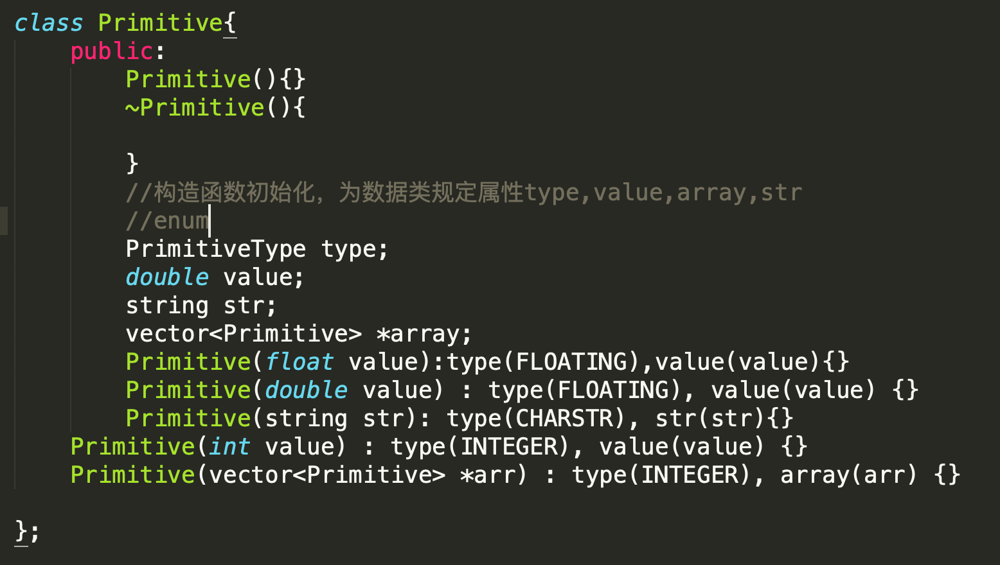 class Primitive{
public:
Primitive(){}
~Primitive(){
}
//构造函数初始化，为数据类规定属性type,value,array,str
//enum
PrimitiveType type;
double value;
string str;
vector<Primitive> *array;
Primitive(float value):type(FLOATING),value(value){}
Primitive(double value) : type(FLOATING), value(value) {}
Primitive(string str): type(CHARSTR), str(str){}
Primitive(int value) : type(INTEGER), value(value) {}
Primitive(vector<Primitive> *arr) : type(INTEGER), array(arr) {}
};